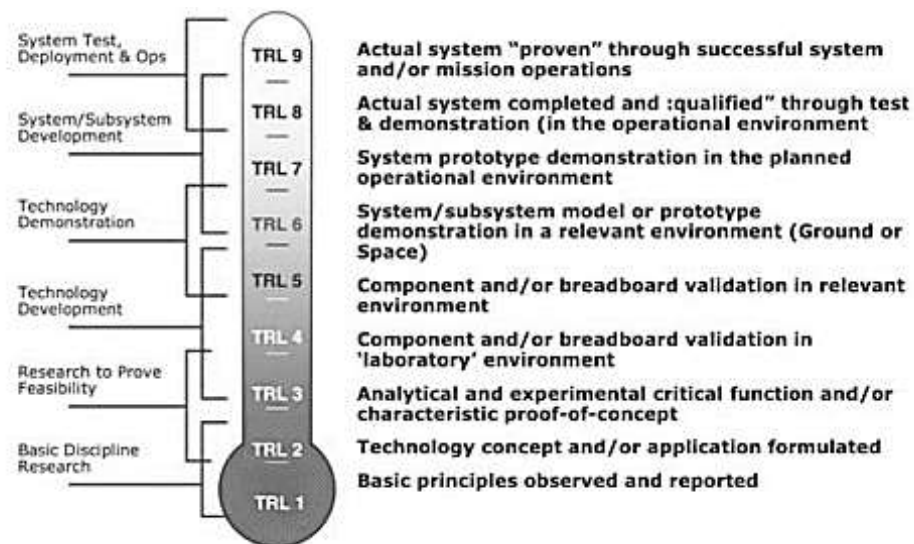 System Test,
Deployment & Ops
System/Subsystem
Development
Technology
Demonstration
Technology
Development
Research to Prove
Feasibility
Basic Discipline
Research
TRL 9
TRL 8
TRL 7
TRL 6
TRL 5
TRL 4
TRL 3
TRL 2
TRL 1
Actual system “proven” through successful system
and/or mission operations
Actual system completed and :qualified” through test
& demonstration (in the operational environment
System prototype demonstration in the planned
operational environment
System/subsystem model or prototype
demonstration in a relevant environment (Ground or
Space)
Component and/or breadboard validation in relevant
environment
Component and/or breadboard validation in
‘laboratory’ environment
Analytical and experimental critical function and/or
characteristic proof-of-concept
Technology concept and/or application formulated
Basic principles observed and reported